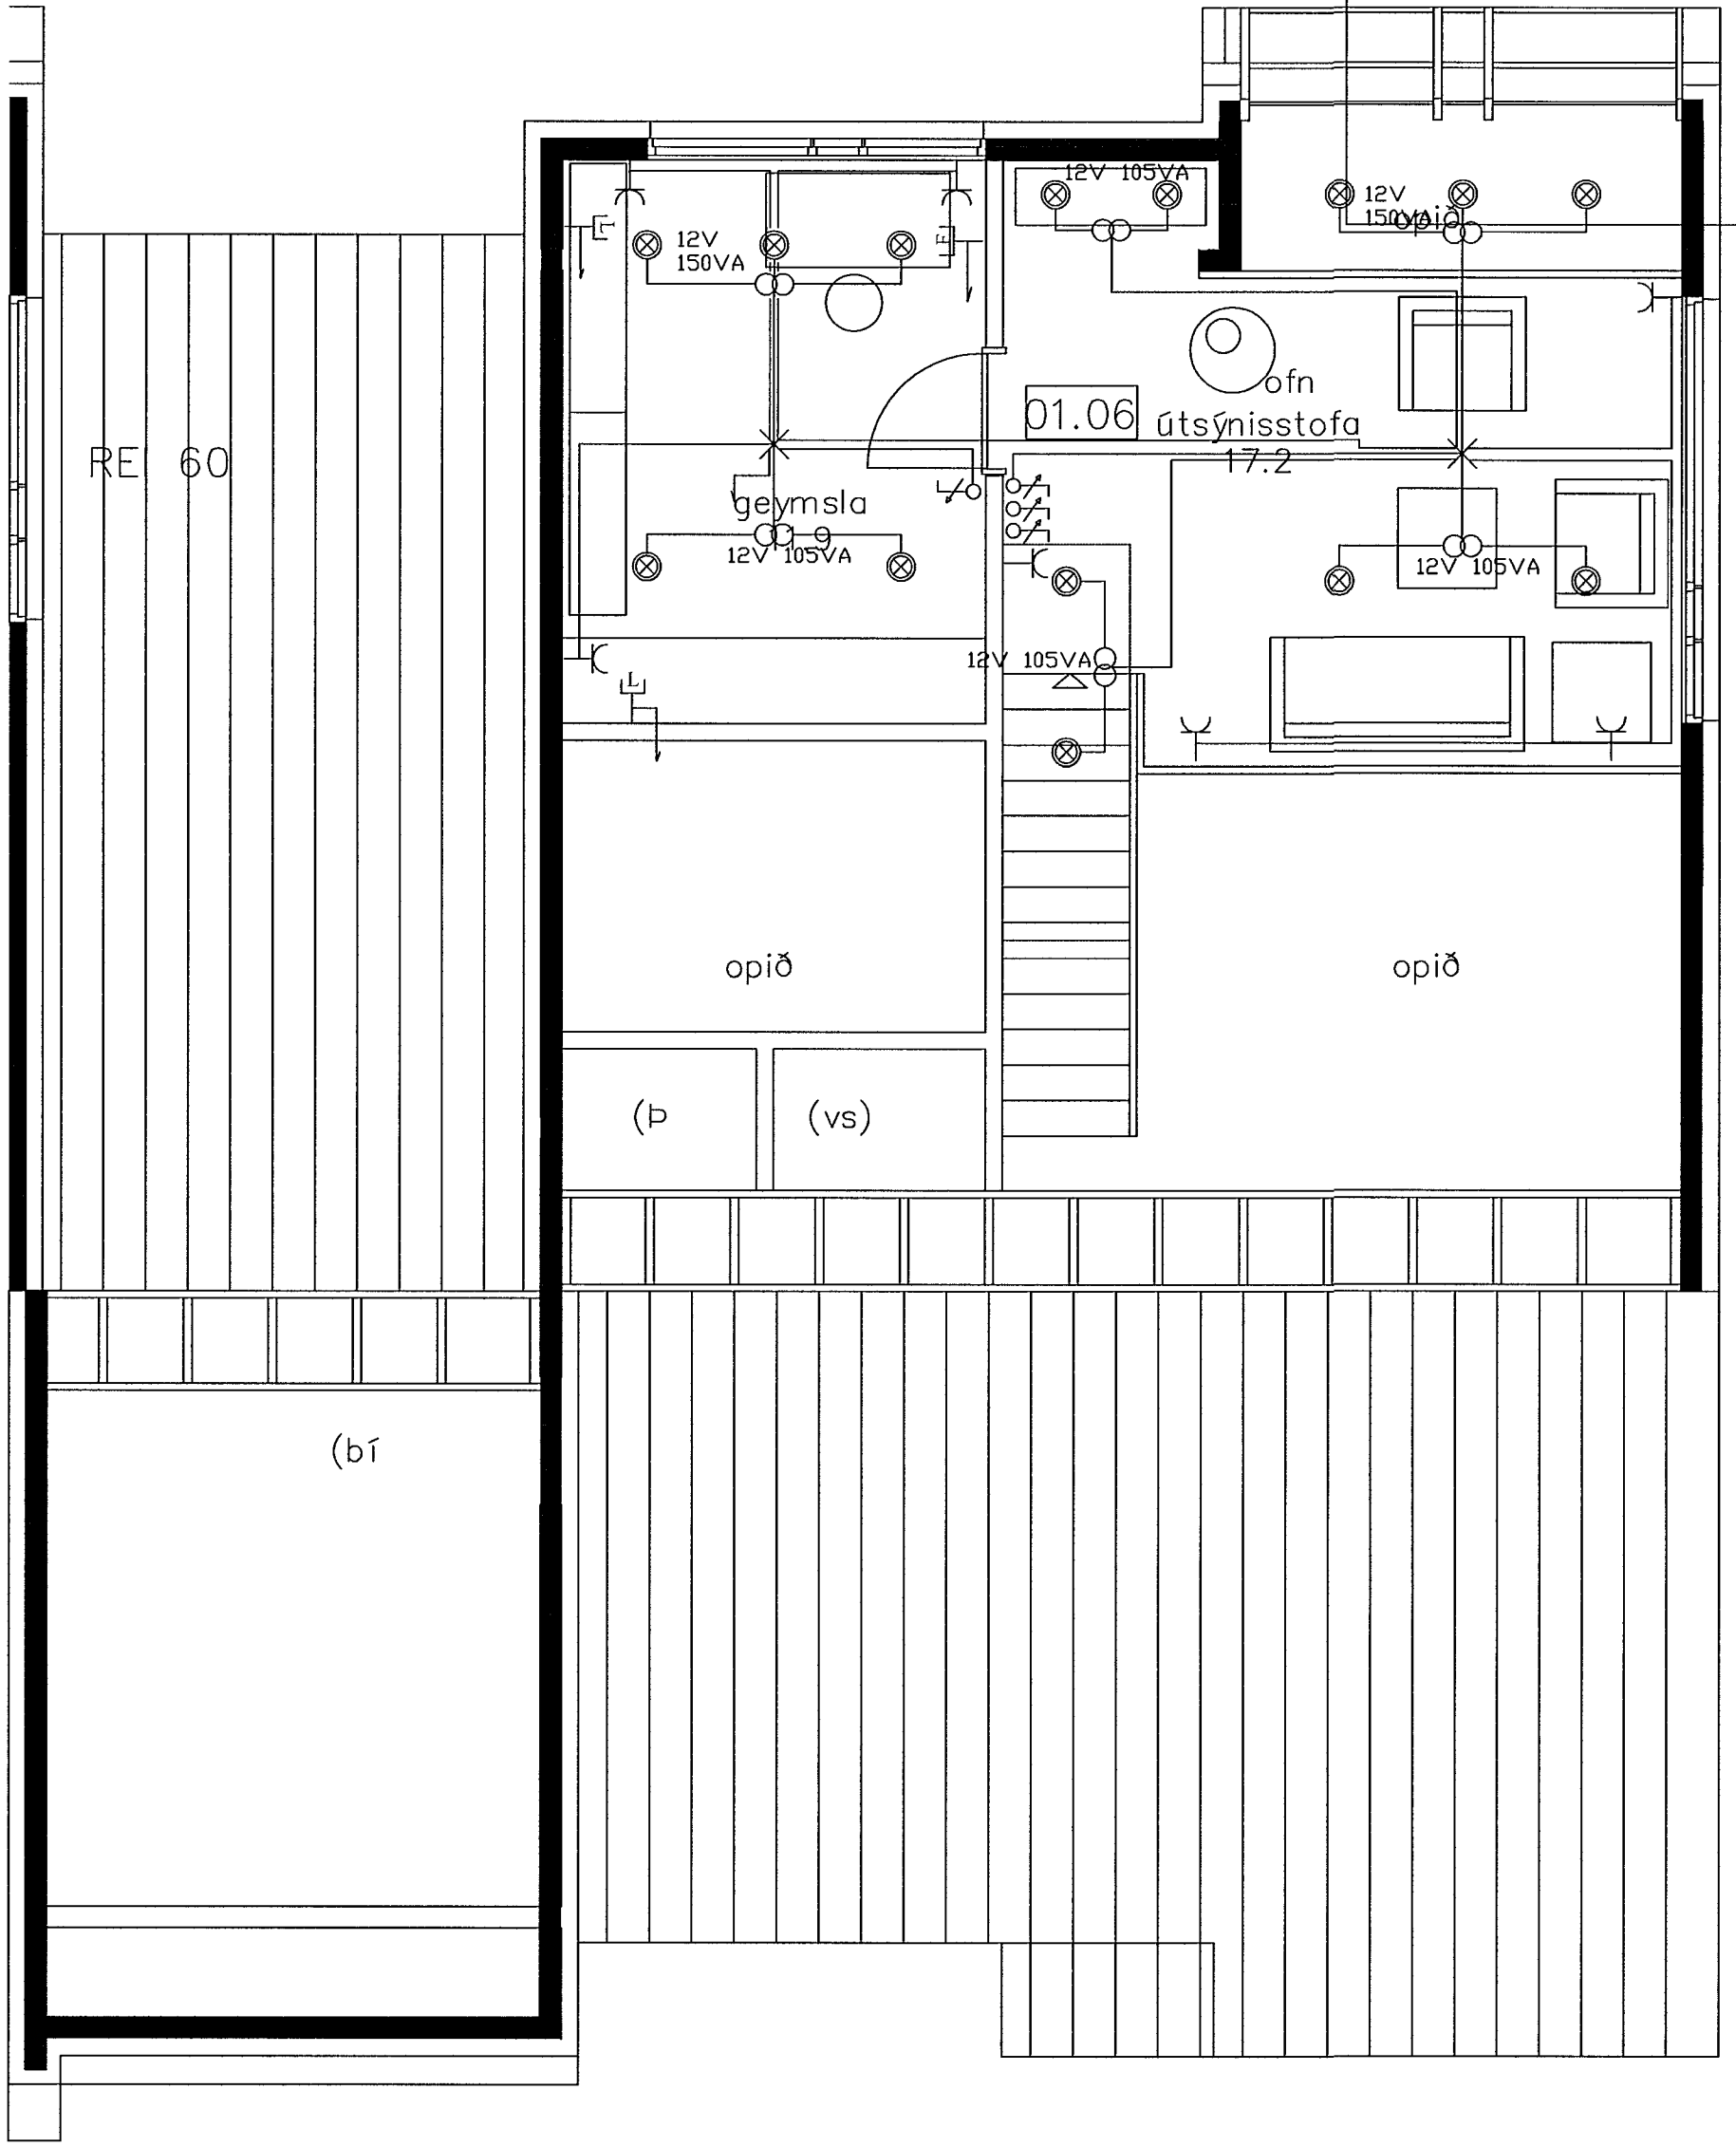 12V 105VA
12V
150VA
opið
12V
150VA
T
F
ofn
01.06
útsýnisstofa
17.2
RE 60
geymsla
12V 105VA
12V 105VA
12V 105VA
L
opið
opið
(Þ
(vs)
(bí